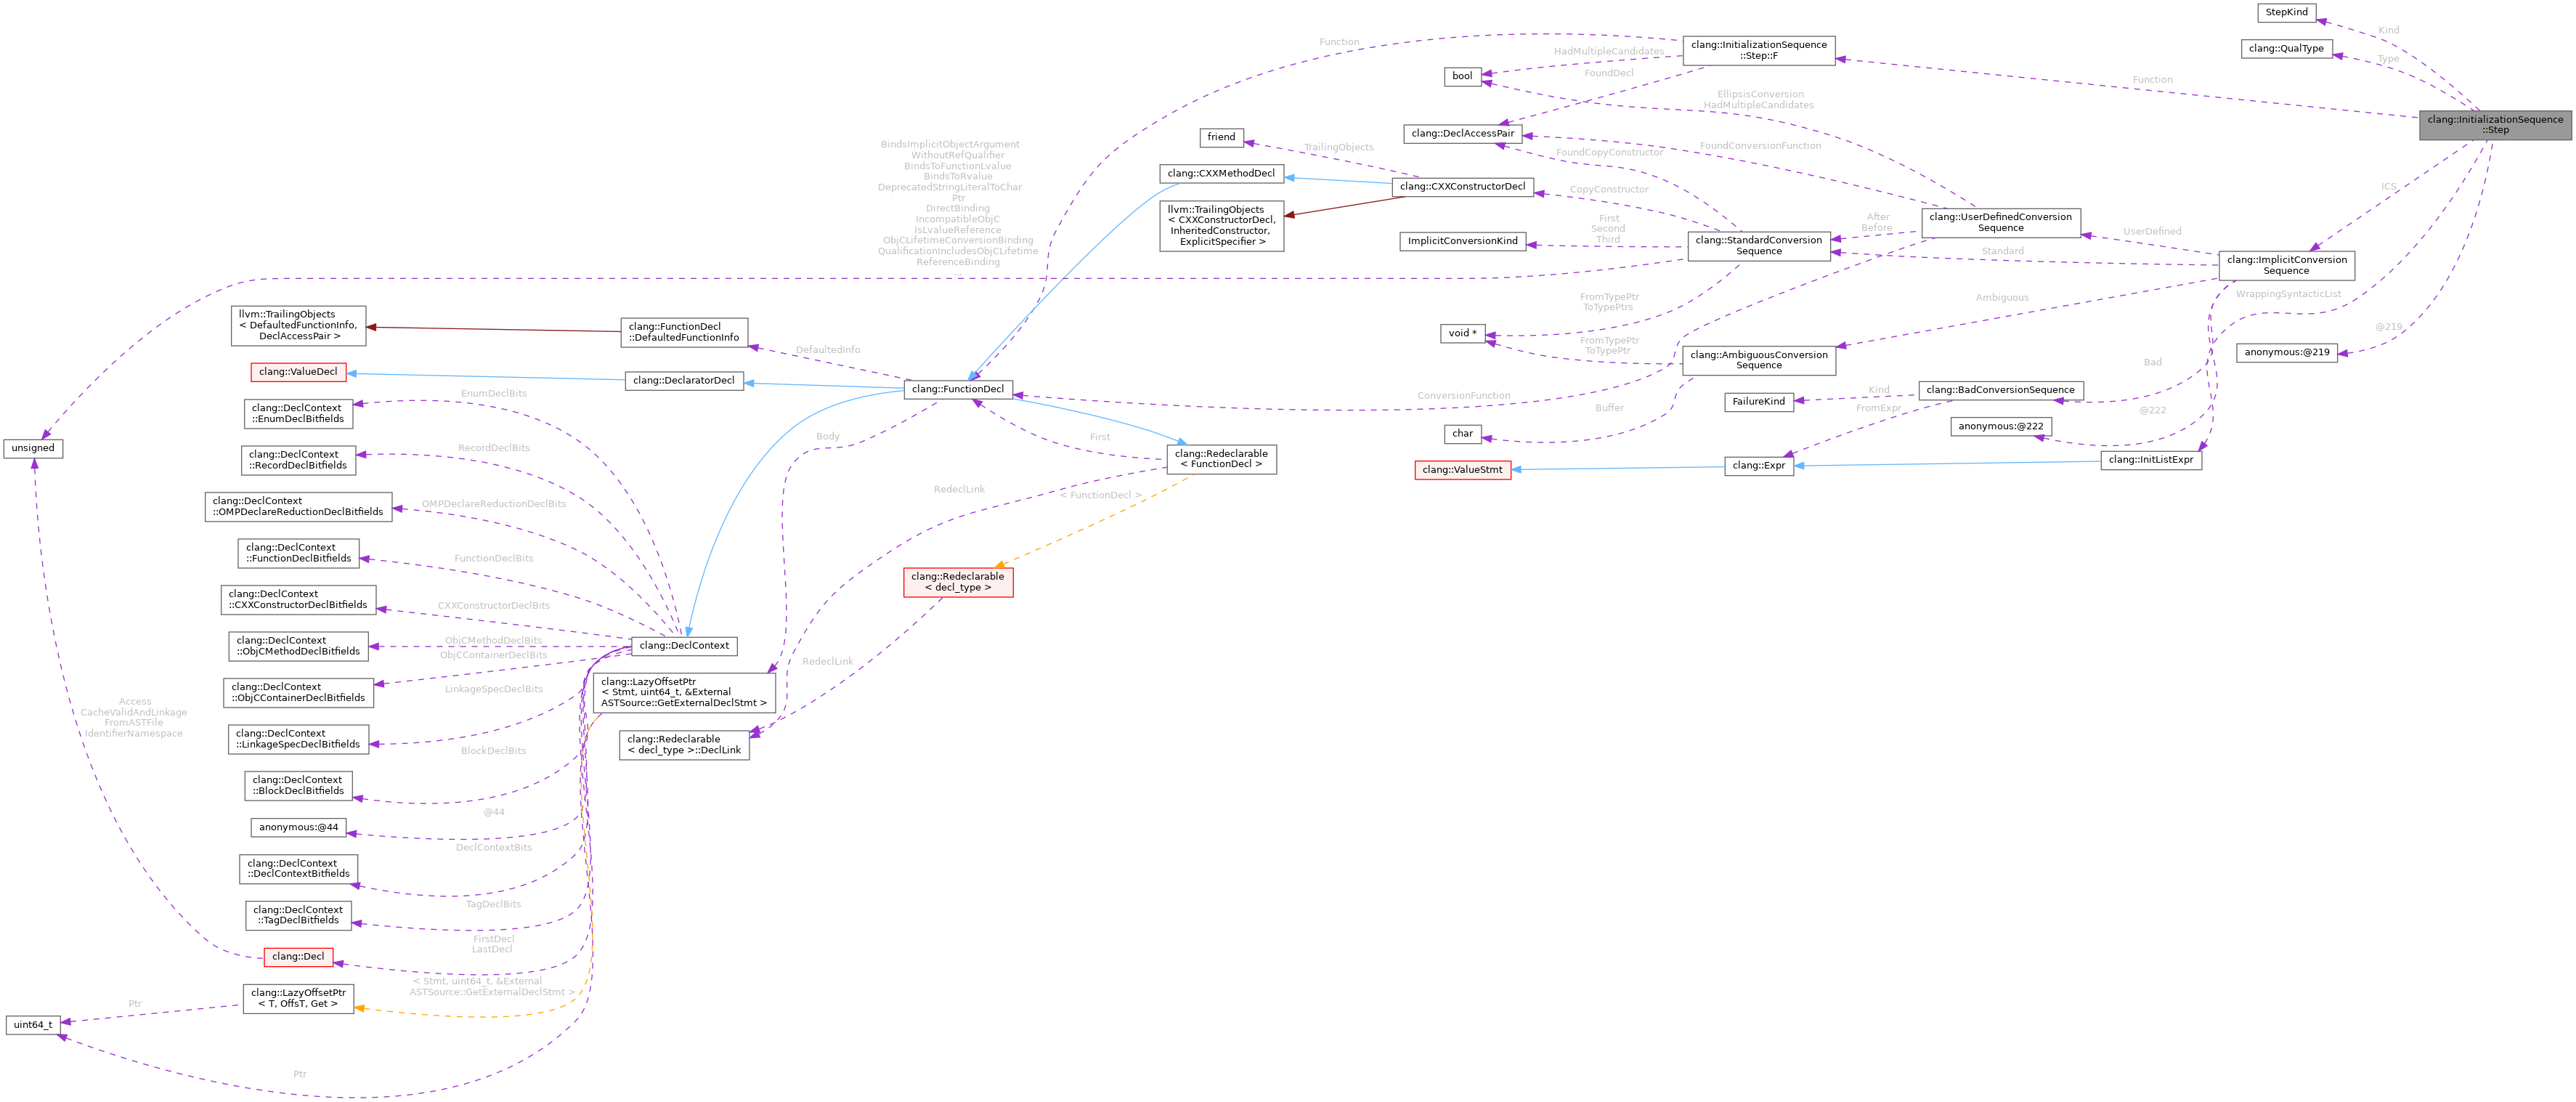 StepKind
Kind
clang::QualType
Type
clang::InitializationSequence
::Step
Function
clang::InitializationSequence
::Step::F
Function
HadMultipleCandidates
bool
FoundDecl
EllipsisConversion
HadMultipleCandidates
clang::DeclAccessPair
FoundConversionFunction
FoundCopyConstructor
friend
TrailingObjects
clang::CXXMethodDecl
clang::CXXConstructorDecl
CopyConstructor
llvm::TrailingObjects
< CXXConstructorDecl,
InheritedConstructor,
ExplicitSpecifier >
ImplicitConversionKind
First
Second
Third
clang::StandardConversion
Sequence
After
Before
clang::UserDefinedConversion
Sequence
UserDefined
Standard
ICS
clang::ImplicitConversion
Sequence
BindsImplicitObjectArgument
WithoutRefQualifier
BindsToFunctionLvalue
BindsToRvalue
DeprecatedStringLiteralToChar
Ptr
DirectBinding
IncompatibleObjC
IsLvalueReference
ObjCLifetimeConversionBinding
QualificationIncludesObjCLifetime
ReferenceBinding
...
FromTypePtr
ToTypePtrs
void *
FromTypePtr
ToTypePtr
Ambiguous
clang::AmbiguousConversion
Sequence
WrappingSyntacticList
@219
anonymous:@219
Bad
@222
clang::BadConversionSequence
Kind
FailureKind
FromExpr
anonymous:@222
ConversionFunction
Buffer
char
clang::ValueStmt
clang::Expr
clang::InitListExpr
llvm::TrailingObjects
< DefaultedFunctionInfo,
DeclAccessPair >
clang::FunctionDecl
::DefaultedFunctionInfo
DefaultedInfo
clang::ValueDecl
clang::DeclaratorDecl
clang::FunctionDecl
EnumDeclBits
clang::DeclContext
::EnumDeclBitfields
Body
First
unsigned
RecordDeclBits
clang::DeclContext
::RecordDeclBitfields
clang::Redeclarable
< FunctionDecl >
RedeclLink
< FunctionDecl >
OMPDeclareReductionDeclBits
clang::DeclContext
::OMPDeclareReductionDeclBitfields
FunctionDeclBits
clang::DeclContext
::FunctionDeclBitfields
clang::Redeclarable
< decl_type >
CXXConstructorDeclBits
clang::DeclContext
::CXXConstructorDeclBitfields
ObjCMethodDeclBits
clang::DeclContext
::ObjCMethodDeclBitfields
clang::DeclContext
ObjCContainerDeclBits
RedeclLink
clang::DeclContext
::ObjCContainerDeclBitfields
LinkageSpecDeclBits
clang::LazyOffsetPtr
< Stmt, uint64_t, &External
ASTSource::GetExternalDeclStmt >
Access
CacheValidAndLinkage
FromASTFile
IdentifierNamespace
clang::DeclContext
::LinkageSpecDeclBitfields
clang::Redeclarable
< decl_type >::DeclLink
BlockDeclBits
clang::DeclContext
::BlockDeclBitfields
@44
anonymous:@44
DeclContextBits
clang::DeclContext
::DeclContextBitfields
TagDeclBits
clang::DeclContext
::TagDeclBitfields
FirstDecl
LastDecl
clang::Decl
< Stmt, uint64_t, &External
ASTSource::GetExternalDeclStmt >
clang::LazyOffsetPtr
< T, OffsT, Get >
Ptr
uint64_t
Ptr